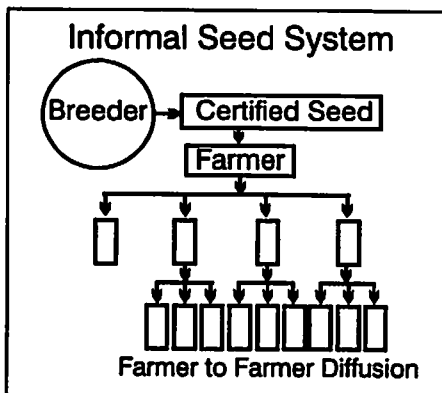 Informal Seed System
Breeder
Certified Seed
Farmer
Farmer to Farmer Diffusion